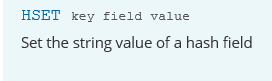 HSET key field value
Set the string value of a hash field